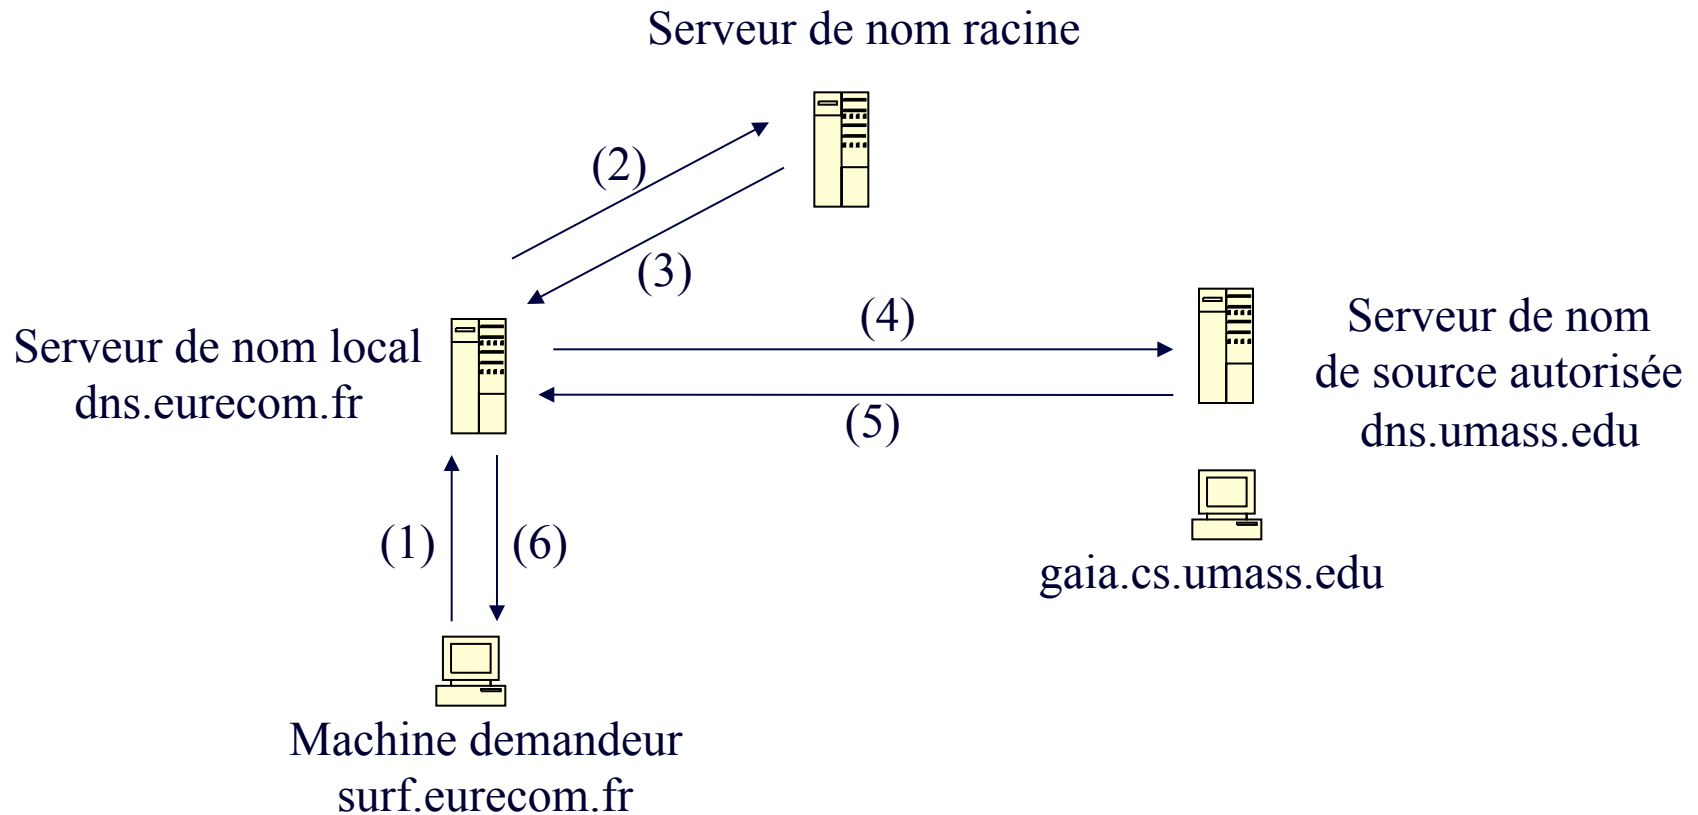 Serveur de nom racine
(2)
(3)
(4)
(5)
Serveur de nom local
dns.eurecom.fr
Serveur de nom
de source autorisée
dns.umass.edu
(1)
(6)
gaia.cs.umass.edu
Machine demandeur
surf.eurecom.fr